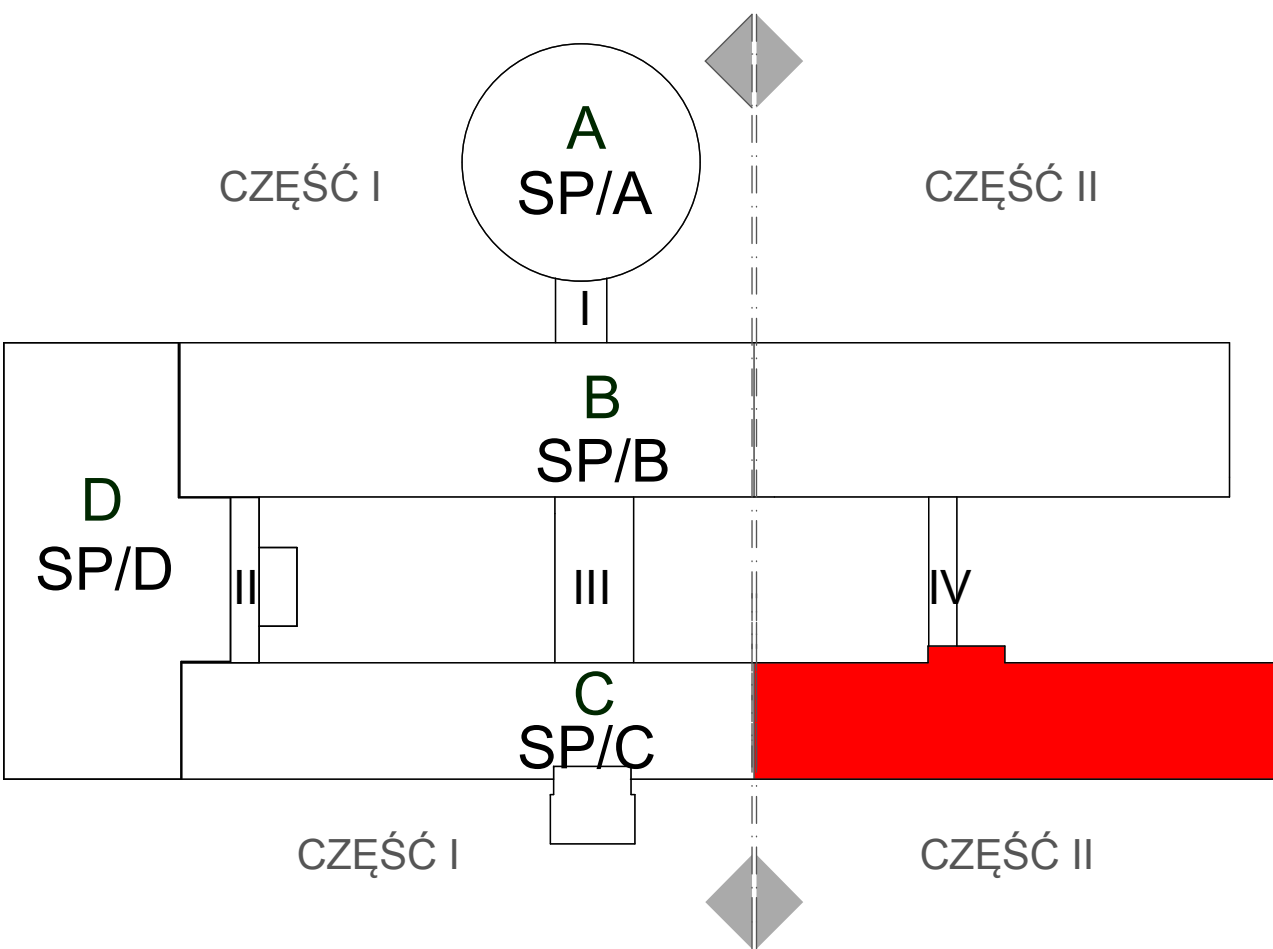 A
SP/A
CZĘŚĆ I
CZĘŚĆ II
I
B
SP/B
D
SP/D
II
III
IV
C
SP/C
CZĘŚĆ I
CZĘŚĆ II